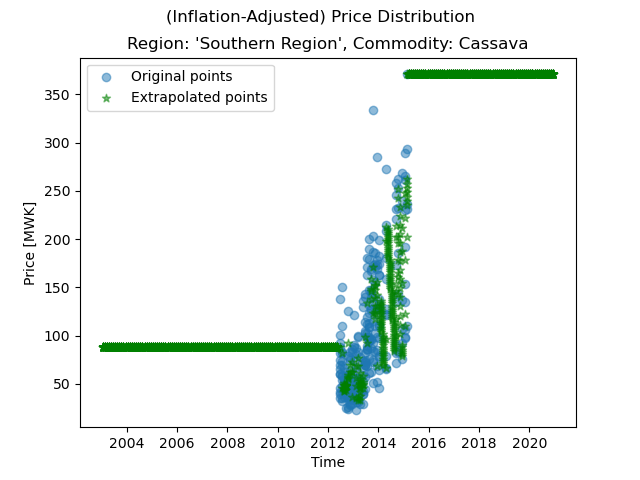 (Inflation-Adjusted) Price Distribution
Region: 'Southern Region', Commodity: Cassava
Original points
Extrapolated points
350
300
250
200
150
100
50
Price [MWK]
2004 2006 2008 2010 2012 2014 2016 2018 2020
Time